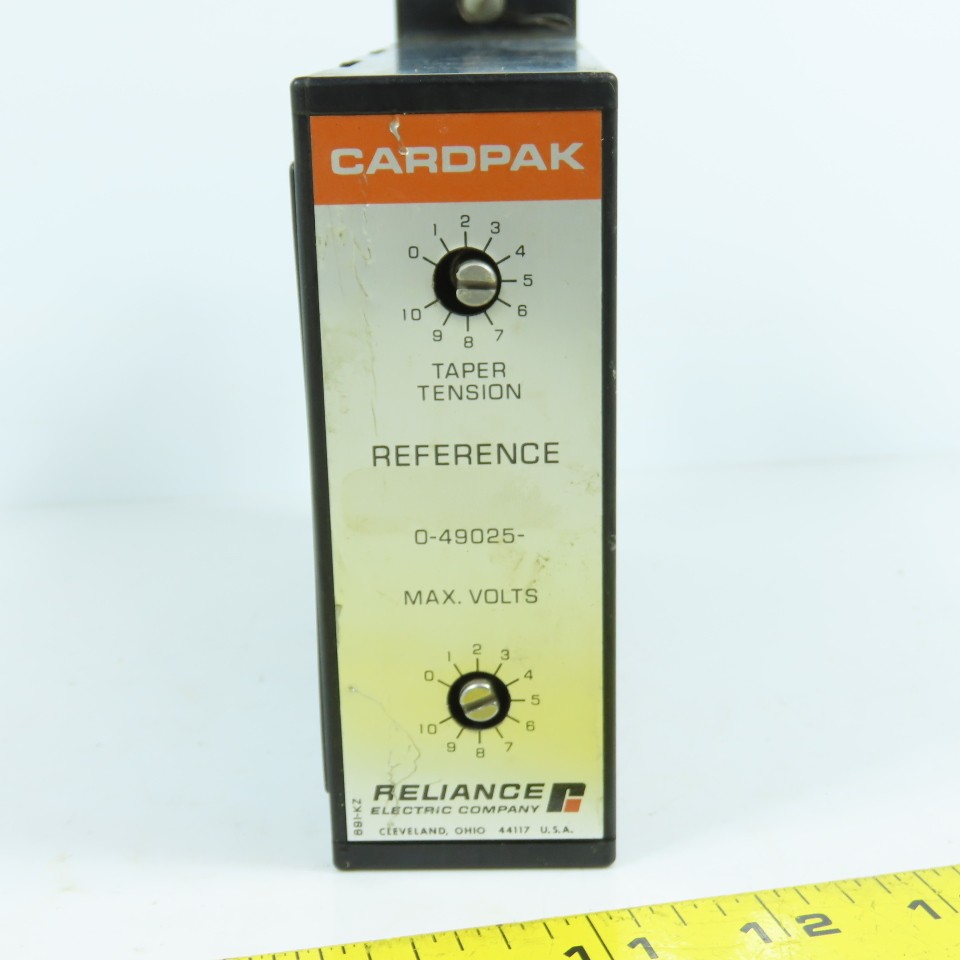 CARDPAK
0 1 2 3 4 5 6 7 8 9 10
TAPER
TENSION
REFERENCE
0-49025-
MAX. VOLTS
0 1 2 3 4 5 6 7 8 9 10
RELIANCE
ELECTRIC COMPANY
691-KZ
CLEVELAND, OHIO 44117 U.S.A.
11 12